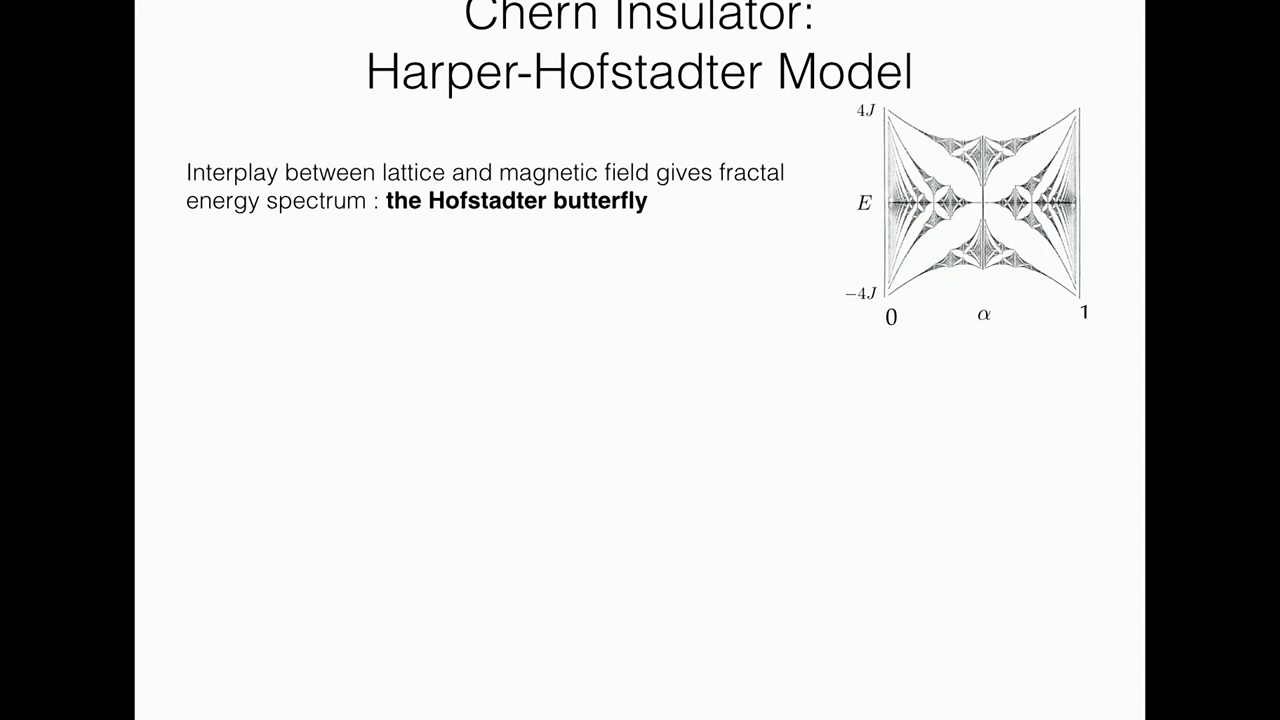 Chern Insulator:
Harper-Hofstadter Model
Interplay between lattice and magnetic field gives fractal
energy spectrum : the Hofstadter butterfly
4J
E
−4J
0
α
1